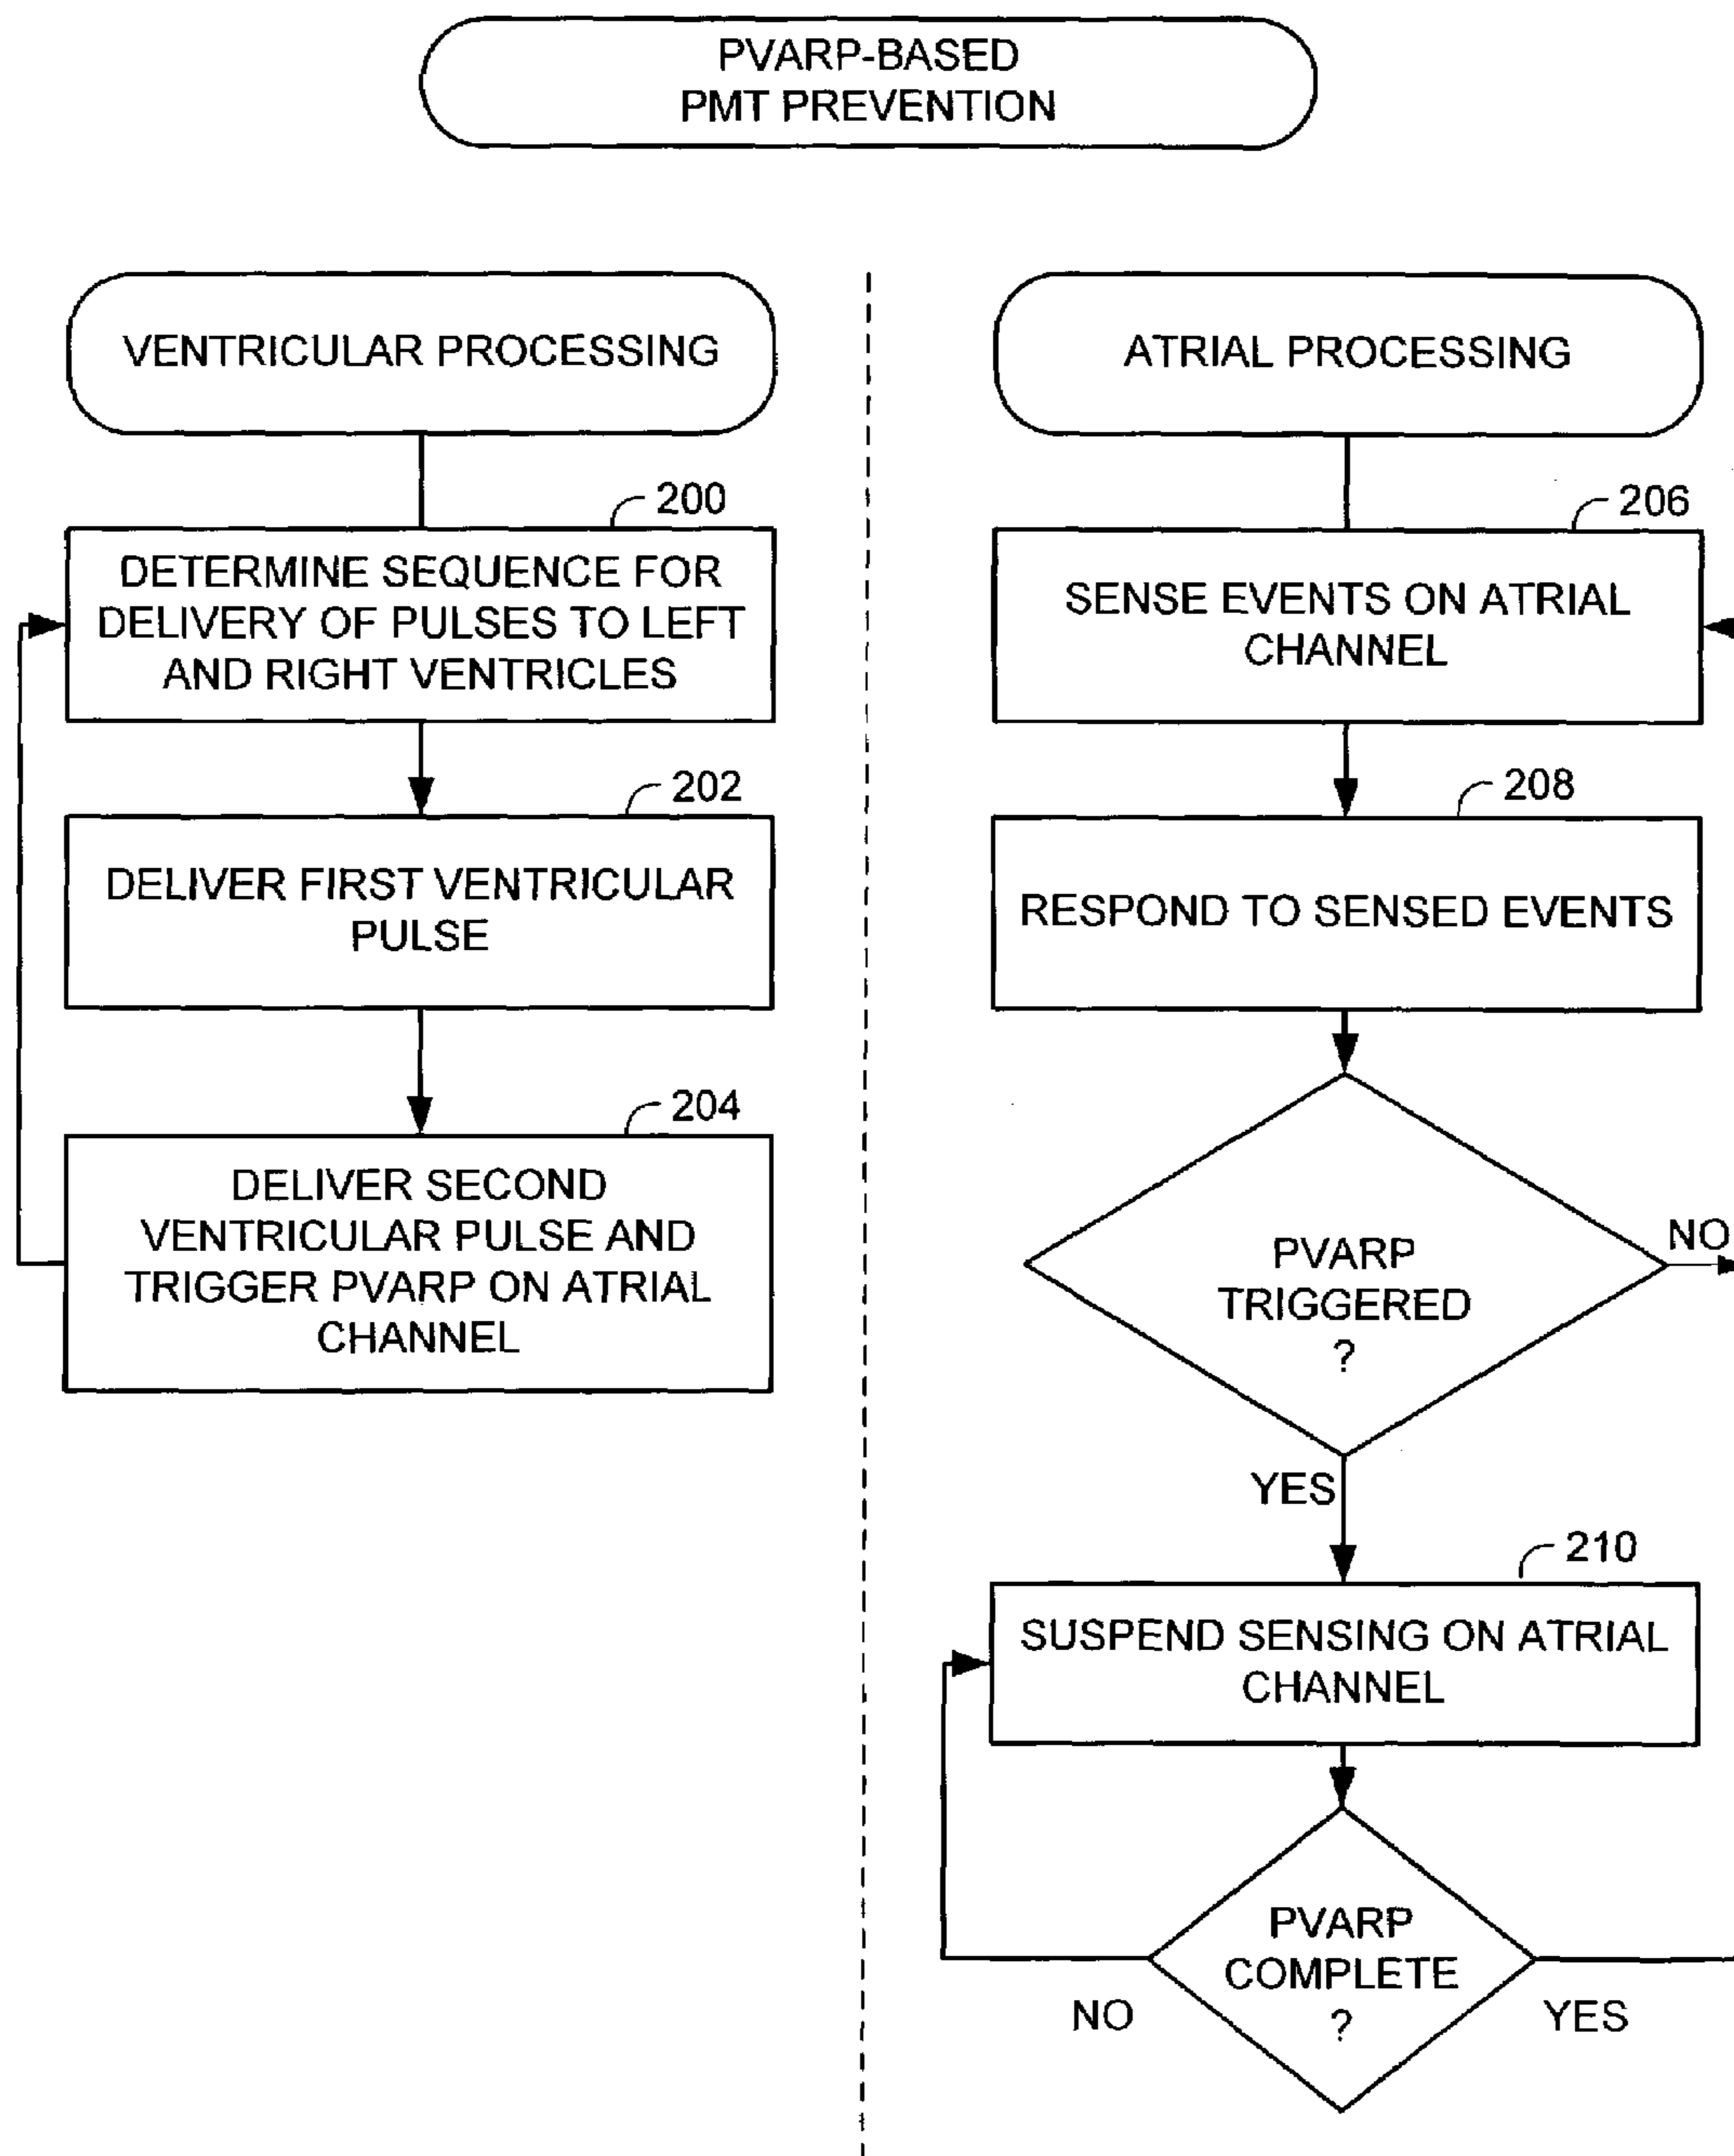 PVARP-BASED
PMT PREVENTION
VENTRICULAR PROCESSING
200
DETERMINE SEQUENCE FOR
DELIVERY OF PULSES TO LEFT
AND RIGHT VENTRICLES
202
DELIVER FIRST VENTRICULAR
PULSE
204
DELIVER SECOND
VENTRICULAR PULSE AND
TRIGGER PVARP ON ATRIAL
CHANNEL
ATRIAL PROCESSING
206
SENSE EVENTS ON ATRIAL
CHANNEL
208
RESPOND TO SENSED EVENTS
PVARP
TRIGGERED
?
NO
YES
210
SUSPEND SENSING ON ATRIAL
CHANNEL
PVARP
COMPLETE
?
NO
YES